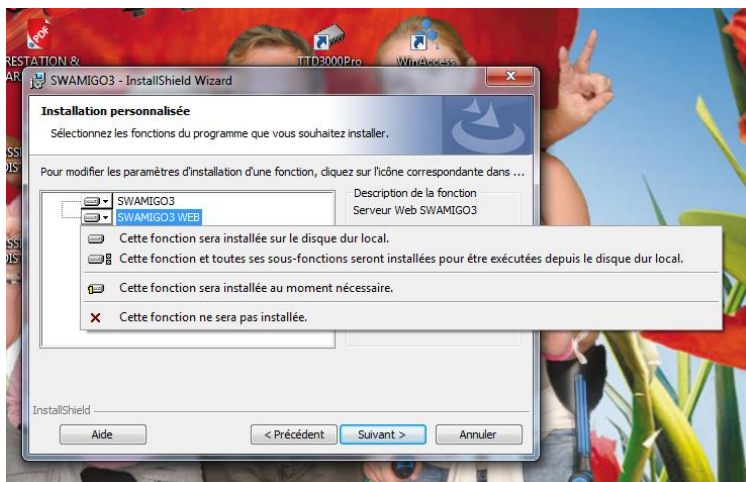 PDF
RESTATION &
AR
TTD3000Pro
WinAccess
SWAMIGO3 - InstallShield Wizard
Installation personnalisée
Sélectionnez les fonctions du programme que vous souhaitez installer.
Pour modifier les paramètres d'installation d'une fonction, cliquez sur l'icône correspondante dans ...
SWAMIGO3
SWAMIGO3 WEB
Description de la fonction
Serveur Web SWAMIGO3
Cette fonction sera installée sur le disque dur local.
Cette fonction et toutes ses sous-fonctions seront installées pour être exécutées depuis le disque dur local.
Cette fonction sera installée au moment nécessaire.
Cette fonction ne sera pas installée.
InstallShield
Aide
< Précédent
Suivant >
Annuler